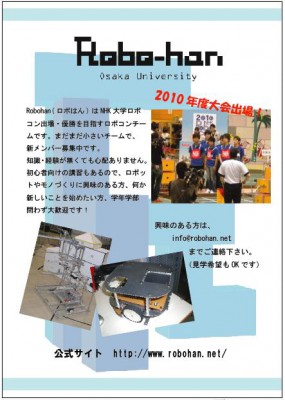 Robo-han
Osaka University
2010年度大会出場！
Robohan(ロボはん)はNHK大学ロボ
コン出場・優勝を目指すロボコンチー
ムです。まだまだ小さいチームで、
新メンバー募集中です。
知識・経験が無くても心配ありません。
初心者向けの講習もあるので、ロボッ
トやモノづくりに興味のある方、何か
新しいことを始めたい方、学年学部
問わず大歓迎です！
興味のある方は、
info@robohan.net
までご連絡下さい。
(見学希望もOKです)
公式サイト http://www.robohan.net/